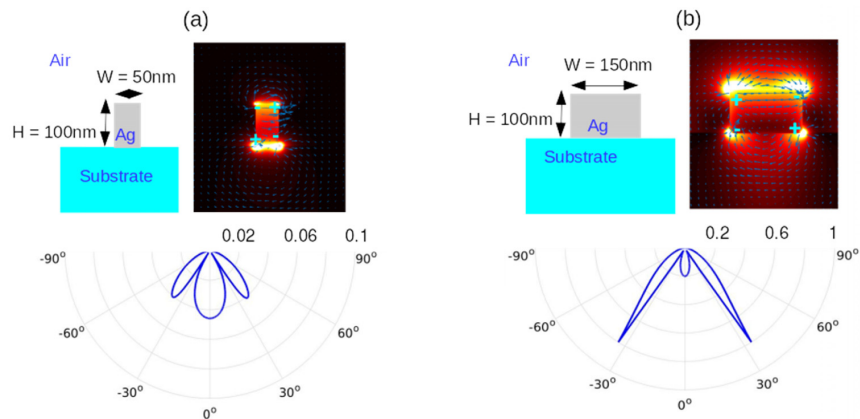 (a)
Air
W = 50nm
H = 100nm
Ag
Substrate
+ +
+ -
0.02 0.06 0.1
-90° 90°
-60° 60°
-30° 30°
0°
(b)
Air
W = 150nm
H = 100nm
Ag
Substrate
+ -
- +
0.2 0.6 1
-90° 90°
-60° 60°
-30° 30°
0°